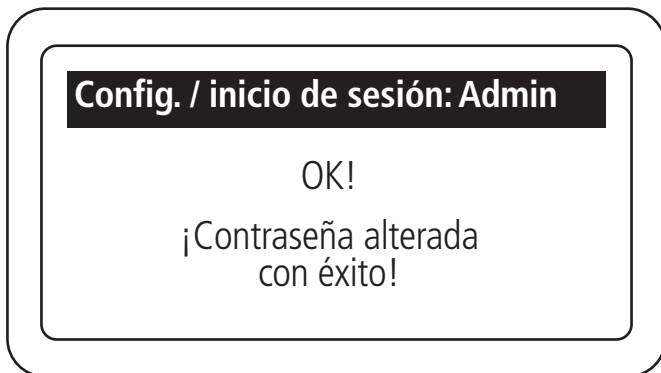 Config. / inicio de sesión: Admin
OK!
¡Contraseña alterada
con éxito!